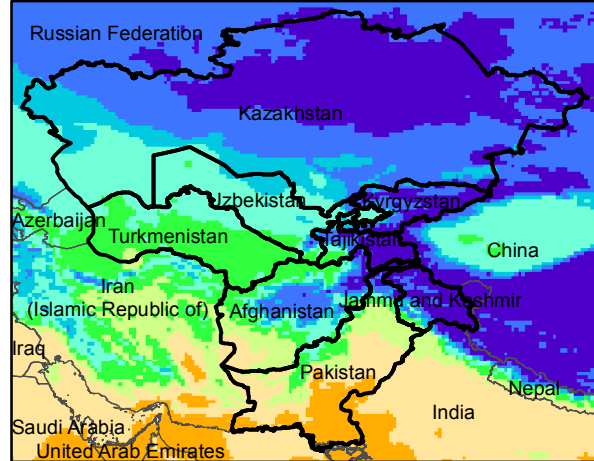 Russian Federation
Kazakhstan
Uzbekistan
Kyrgyzstan
Azerbaijan
Turkmenistan
Tajikistan
China
Iran
(Islamic Republic of)
Afghanistan
Jammu and Kashmir
Iraq
Pakistan
Nepal
India
Saudi Arabia
United Arab Emirates